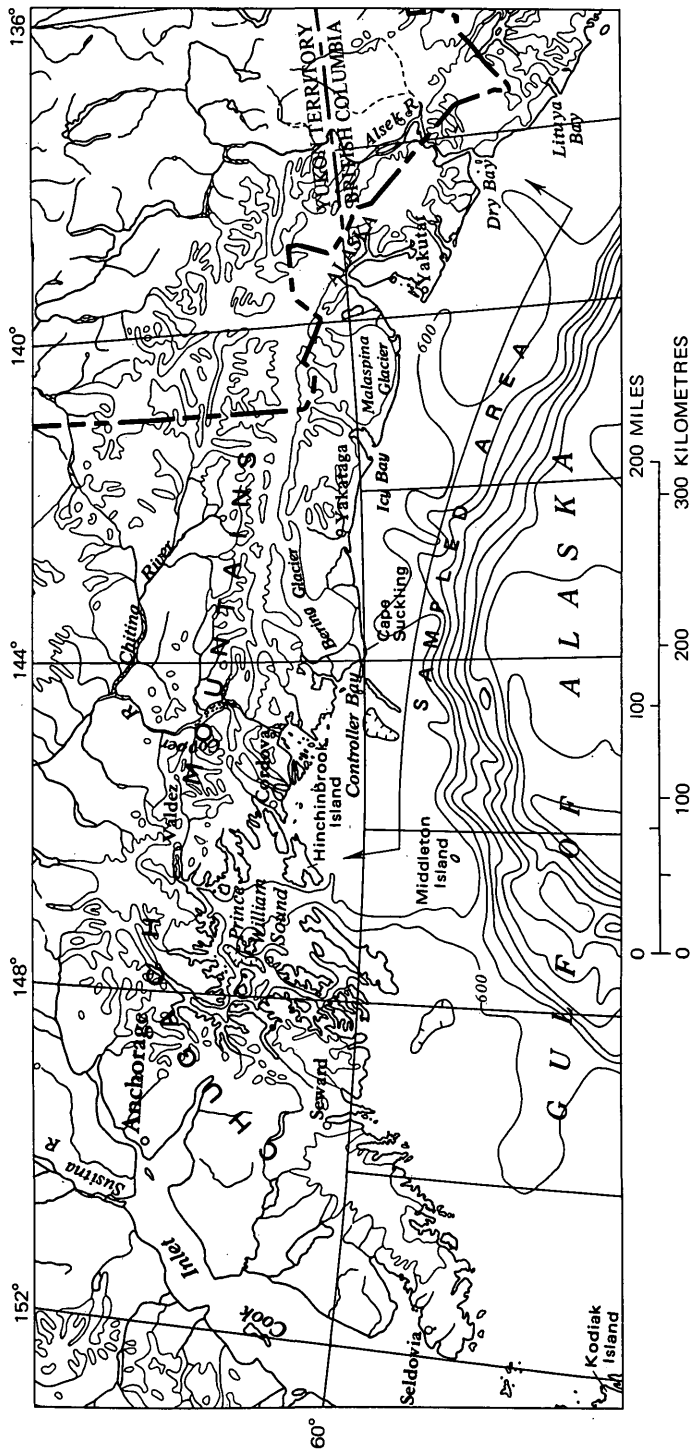 152°
148°
144°
140°
136°
60°
YUKON TERRITORY
BRITISH COLUMBIA
ALASKA
Susitna R
Anchorage
Cook Inlet
Seldovia
Kodiak
Island
Seward
CHUGACH MOUNTAINS
Valdez
Prince
William
Sound
Cordova
Copper R
Chitina River
Hinchinbrook
Island
Middleton
Island
Controller Bay
Bering Glacier
Cape
Suckling
Yakataga
Icy Bay
Malaspina
Glacier
Yakutat
Alsek R
Dry Bay
Lituya
Bay
600
600
SAMPLED AREA
GULF OF ALASKA
0 100 200 MILES
0 100 200 300 KILOMETRES